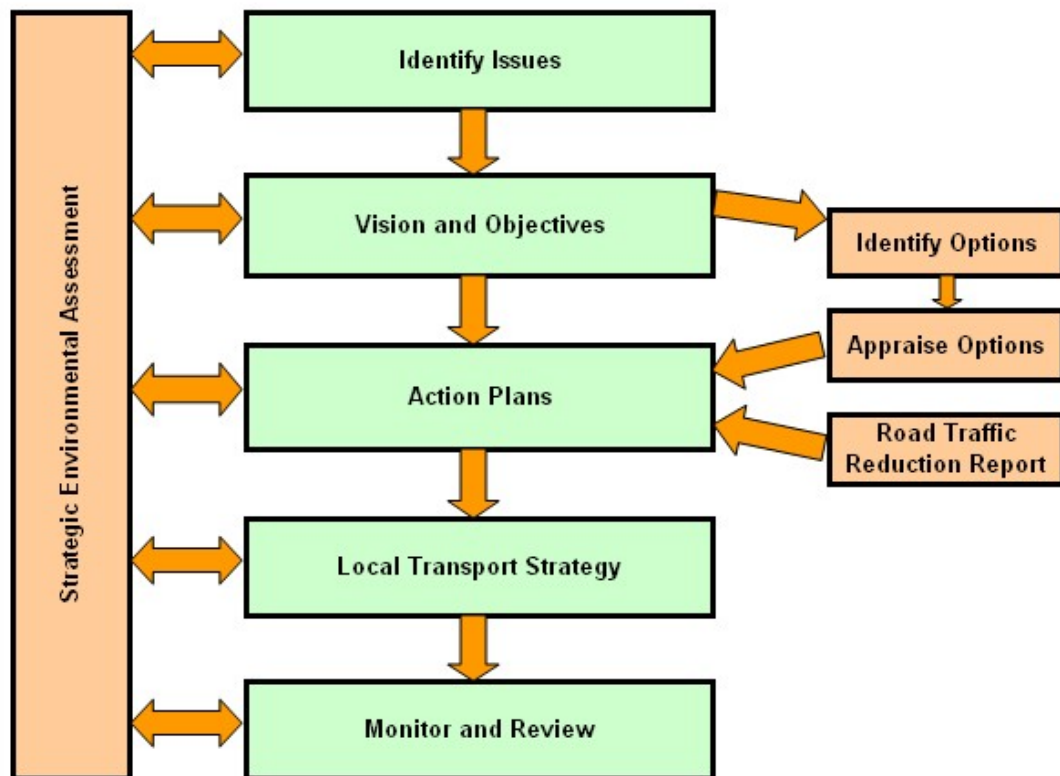 Strategic Environmental Assessment
Identify Issues
Vision and Objectives
Identify Options
Appraise Options
Action Plans
Road Traffic
Reduction Report
Local Transport Strategy
Monitor and Review